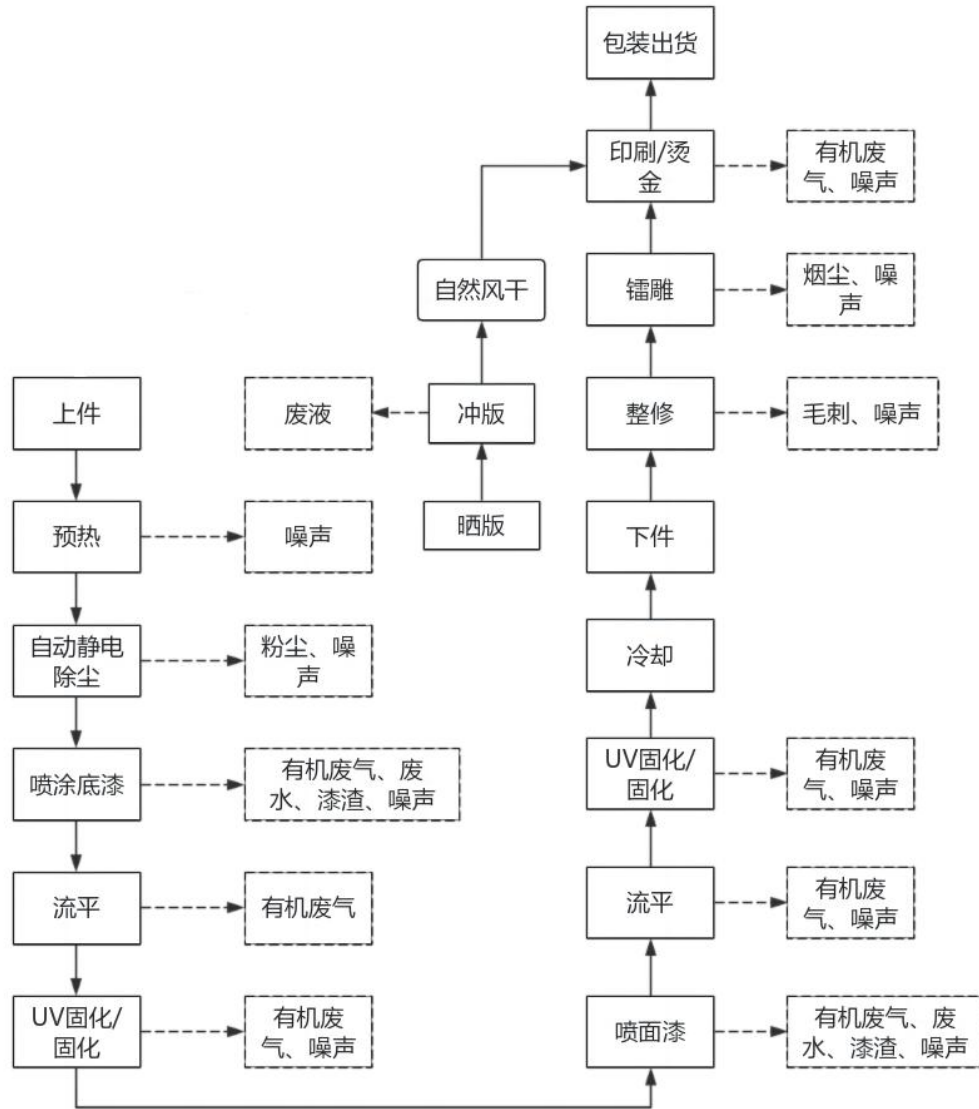 包装出货
印刷/烫
金
有机废
气、噪声
自然风干
镭雕
烟尘、噪
声
上件
废液
冲版
整修
毛刺、噪声
预热
噪声
晒版
下件
自动静电
除尘
粉尘、噪
声
冷却
喷涂底漆
有机废气、废
水、漆渣、噪声
UV固化/
固化
有机废
气、噪声
流平
有机废气
流平
有机废
气、噪声
UV固化/
固化
有机废
气、噪声
喷面漆
有机废气、废
水、漆渣、噪声